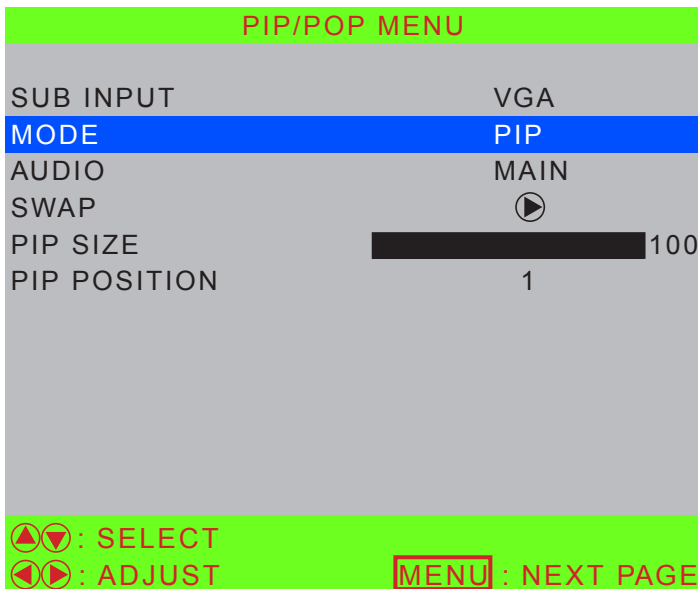 PIP/POP MENU
SUB INPUT VGA
MODE PIP
AUDIO MAIN
SWAP
PIP SIZE 100
PIP POSITION 1
: SELECT
: ADJUST MENU : NEXT PAGE